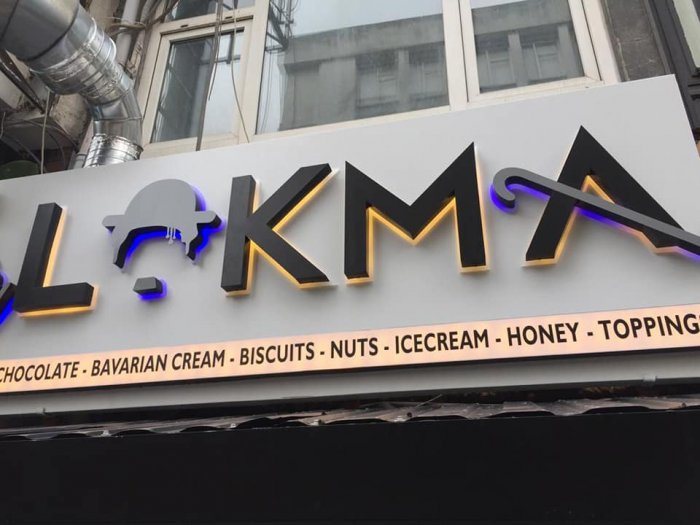 LOKMA
CHOCOLATE - BAVARIAN CREAM - BISCUITS - NUTS - ICECREAM - HONEY - TOPPING